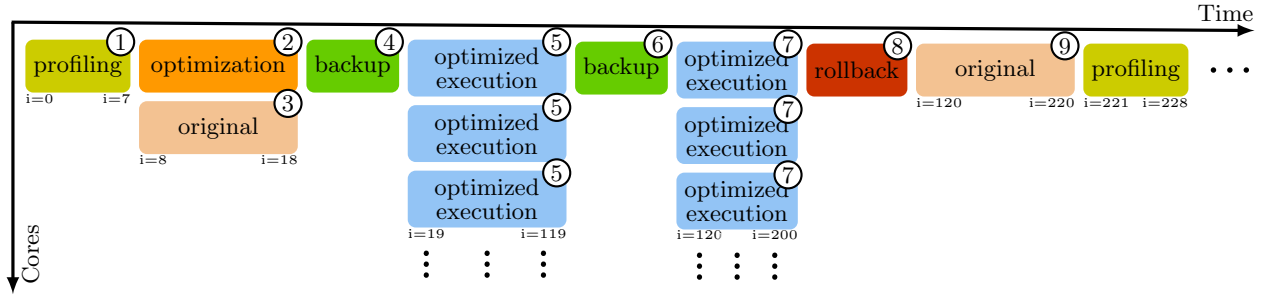 Time
1 2 4 5 6 7 8 9
profiling optimization backup optimized execution backup optimized execution rollback original profiling ...
i=0 i=7 i=120 i=220 i=221 i=228
3 5 7
original optimized execution optimized execution
i=8 i=18
5 7
optimized execution optimized execution
i=19 i=119 i=120 i=200
Cores